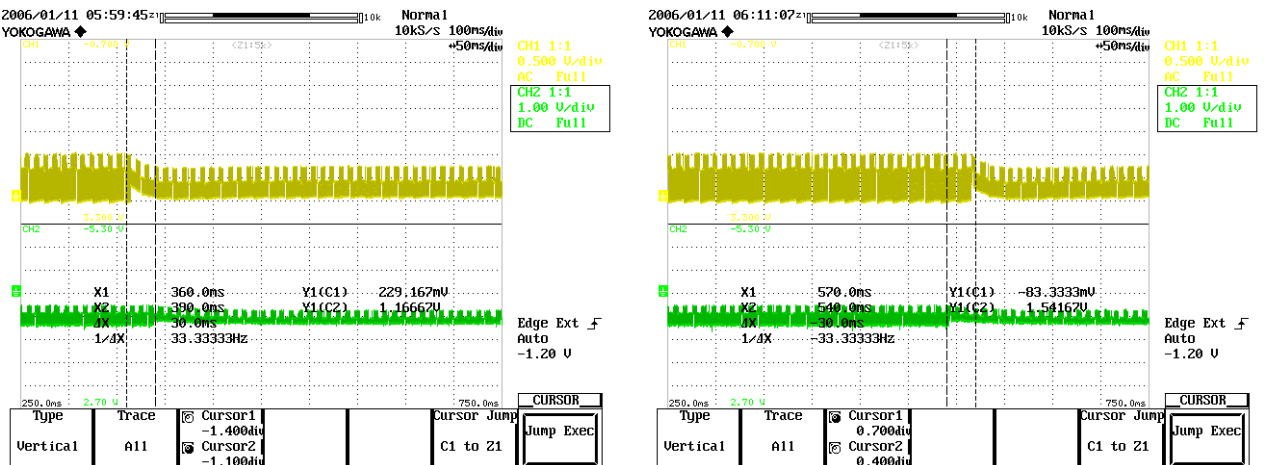 2006/01/11 05:59:45
10k
Normal
YOKOGAWA
10kS/s 100ms/div
CH1 -0.700 V
<Z1:5k>
50ms/div
CH1 1:1
0.500 V/div
AC Full
CH2 1:1
1.00 V/div
DC Full
3.300 V
CH2 -5.30 V
X1 360.0ms Y1(C1) 229.167mV
X2 390.0ms Y1(C2) 1.16667V
ΔX 30.0ms
1/ΔX 33.33333Hz
Edge Ext
Auto
-1.20 V
250.0ms 2.70 V 750.0ms
CURSOR
Type Trace Cursor1 Cursor Jump
-1.400div
Jump Exec
Vertical All Cursor2 C1 to Z1
-1.100div
2006/01/11 06:11:07
10k
Normal
YOKOGAWA
10kS/s 100ms/div
CH1 -0.700 V
<Z1:5k>
50ms/div
CH1 1:1
0.500 V/div
AC Full
CH2 1:1
1.00 V/div
DC Full
3.300 V
CH2 -5.30 V
X1 570.0ms Y1(C1) -83.3333mV
X2 540.0ms Y1(C2) 1.54167V
ΔX -30.0ms
1/ΔX -33.33333Hz
Edge Ext
Auto
-1.20 V
250.0ms 2.70 V 750.0ms
CURSOR
Type Trace Cursor1 Cursor Jump
0.700div
Jump Exec
Vertical All Cursor2 C1 to Z1
0.400div